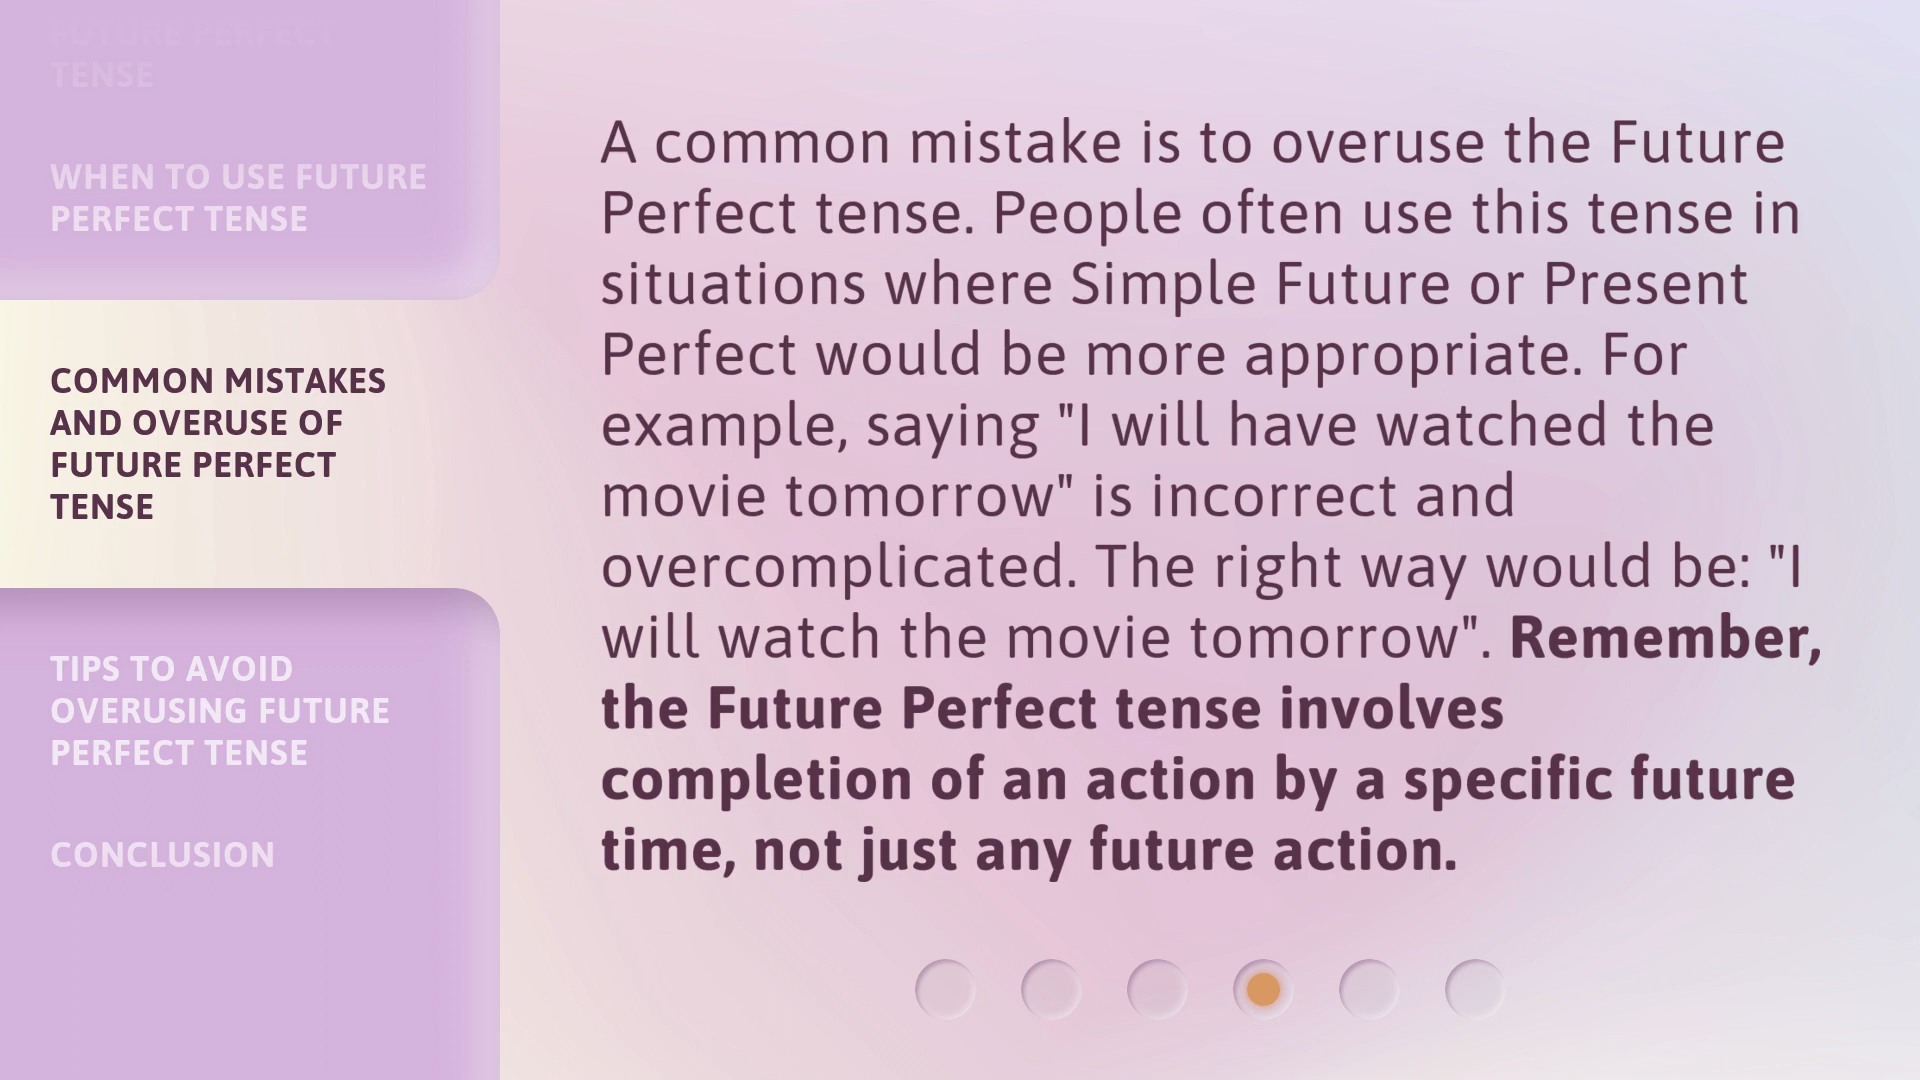 FUTURE PERFECT
TENSE
WHEN TO USE FUTURE
PERFECT TENSE
COMMON MISTAKES
AND OVERUSE OF
FUTURE PERFECT
TENSE
TIPS TO AVOID
OVERUSING FUTURE
PERFECT TENSE
CONCLUSION
A common mistake is to overuse the Future
Perfect tense. People often use this tense in
situations where Simple Future or Present
Perfect would be more appropriate. For
example, saying "I will have watched the
movie tomorrow" is incorrect and
overcomplicated. The right way would be: "I
will watch the movie tomorrow". Remember,
the Future Perfect tense involves
completion of an action by a specific future
time, not just any future action.